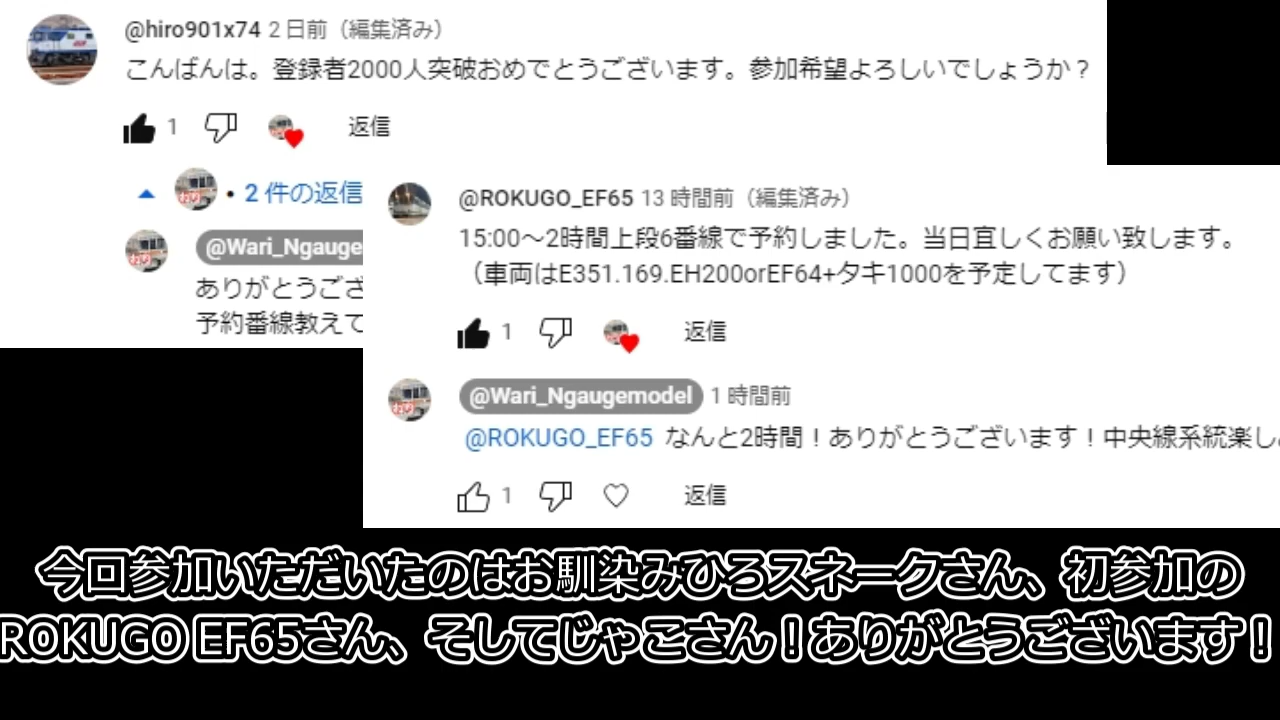 @hiro901x74 2 日前（編集済み）
こんばんは。登録者2000人突破おめでとうございます。参加希望よろしいでしょうか？
1 返信
2 件の返信
@Wari_Ngauge
ありがとうござ
予約番線教えて
@ROKUGO_EF65 13 時間前（編集済み）
15:00～2時間上段6番線で予約しました。当日宜しくお願い致します。
（車両はE351.169.EH200orEF64+タキ1000を予定してます）
1 返信
@Wari_Ngaugemodel 1 時間前
@ROKUGO_EF65 なんと2時間！ありがとうございます！中央線系統楽し
1 返信
今回参加いただいたのはお馴染みひろスネークさん、初参加の
ROKUGO EF65さん、そしてじゃこさん！ありがとうございます！